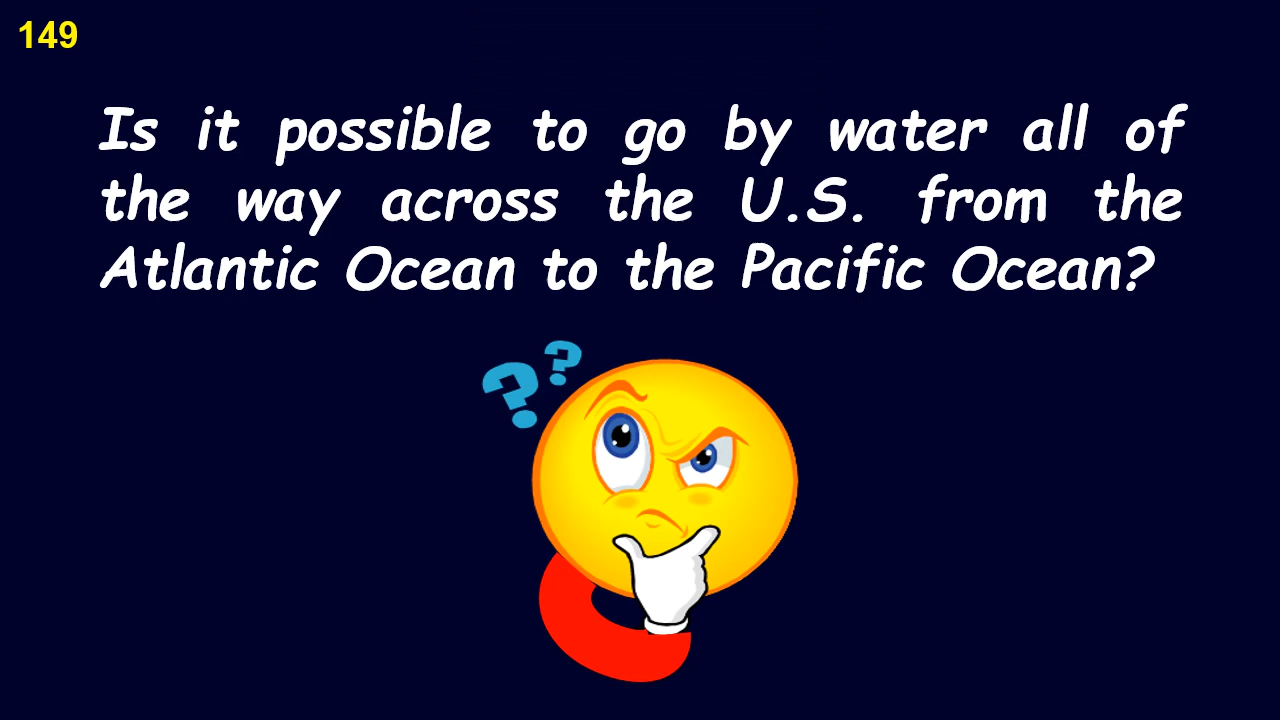 149
Is it possible to go by water all of
the way across the U.S. from the
Atlantic Ocean to the Pacific Ocean?
? ?